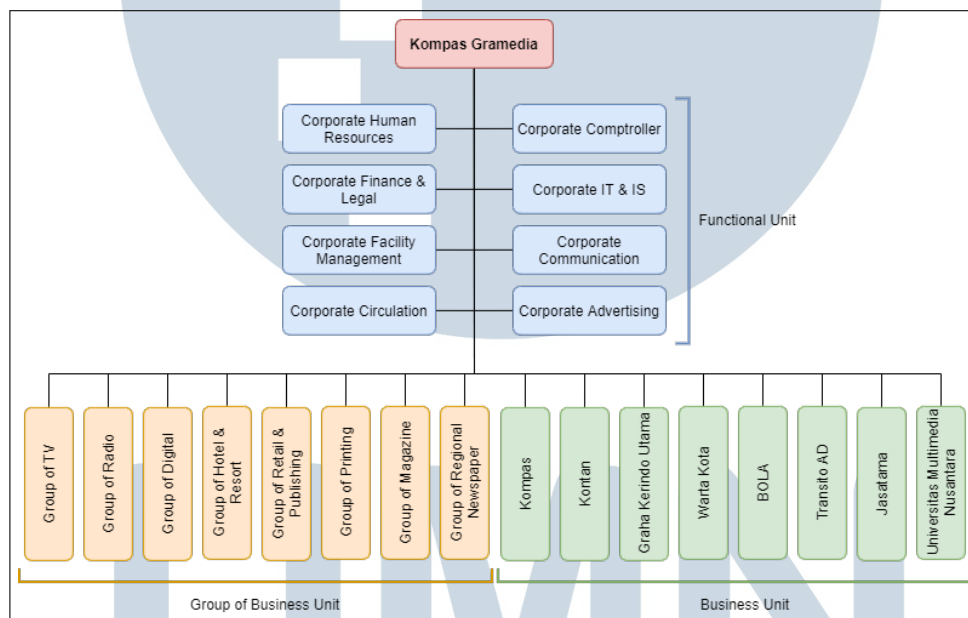 Kompas Gramedia
Corporate Human
Resources
Corporate Comptroller
Corporate Finance &
Legal
Corporate IT & IS
Functional Unit
Corporate Facility
Management
Corporate
Communication
Corporate Circulation
Corporate Advertising
Group of TV
Group of Radio
Group of Digital
Group of Hotel &
Resort
Group of Retail &
Publishing
Group of Printing
Group of Magazine
Group of Regional
Newspaper
Kompas
Kontan
Graha Kerindo Utama
Warta Kota
BOLA
Transito AD
Jasatama
Universitas Multimedia
Nusantara
Group of Business Unit
Business Unit
UMN